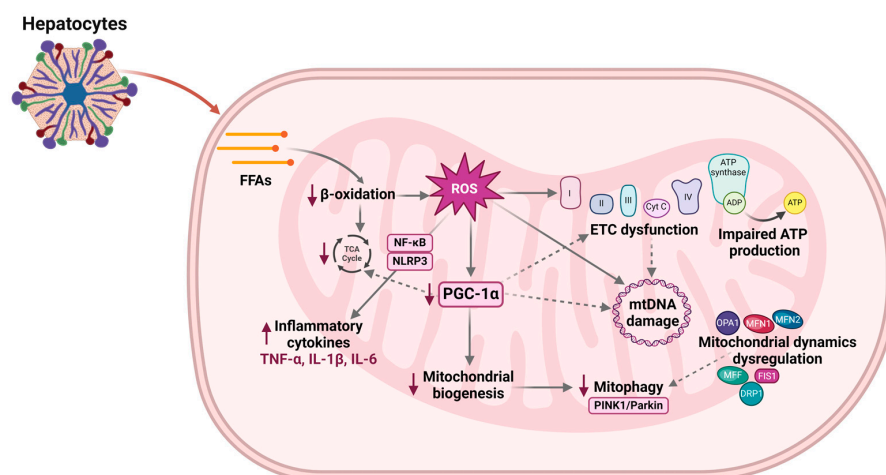 Hepatocytes
FFAs
β-oxidation
ROS
I
II
III
Cyt C
IV
ATP
synthase
ADP
ATP
ETC dysfunction
Impaired ATP
production
TCA
Cycle
NF-κB
NLRP3
PGC-1α
mtDNA
damage
OPA1
MFN1
MFN2
Mitochondrial dynamics
dysregulation
MFF
FIS1
DRP1
Inflammatory
cytokines
TNF-α, IL-1β, IL-6
Mitochondrial
biogenesis
Mitophagy
PINK1/Parkin